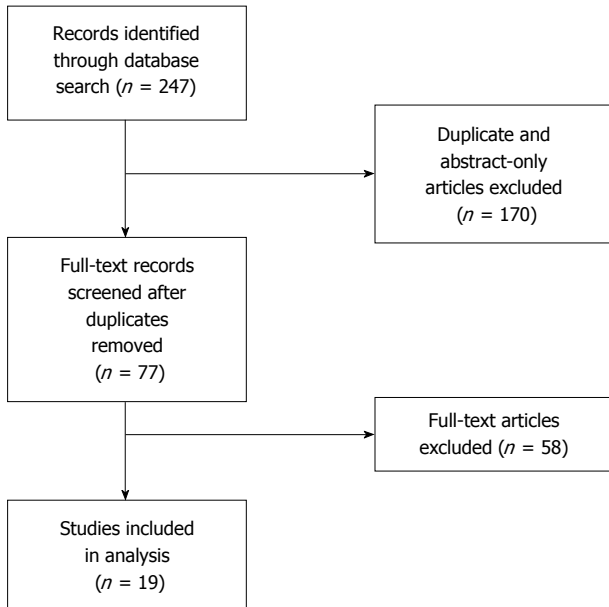 Records identified
through database
search (n = 247)
Duplicate and
abstract-only
articles excluded
(n = 170)
Full-text records
screened after
duplicates
removed
(n = 77)
Full-text articles
excluded (n = 58)
Studies included
in analysis
(n = 19)